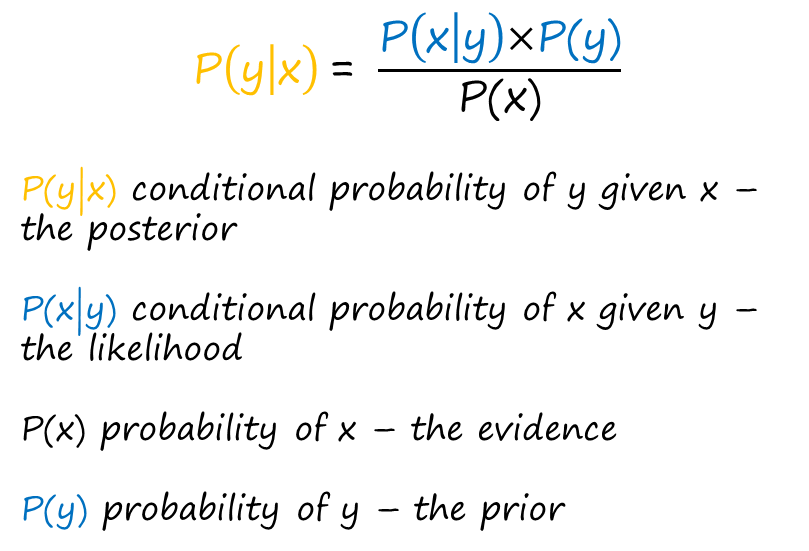 P(y|x) = P(x|y)×P(y)
P(x)
P(y|x) conditional probability of y given x –
the posterior
P(x|y) conditional probability of x given y –
the likelihood
P(x) probability of x – the evidence
P(y) probability of y – the prior